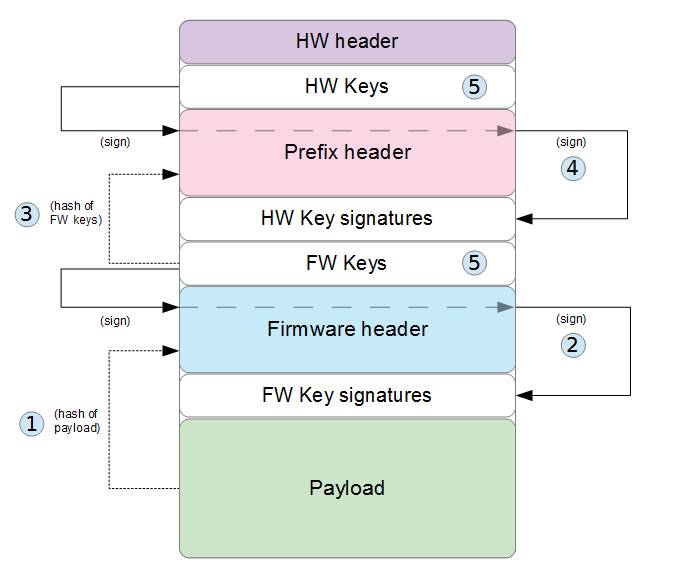 HW header
HW Keys
5
(sign)
Prefix header
(sign)
4
3
(hash of
FW keys)
HW Key signatures
FW Keys
5
(sign)
Firmware header
(sign)
2
FW Key signatures
1
(hash of
payload)
Payload